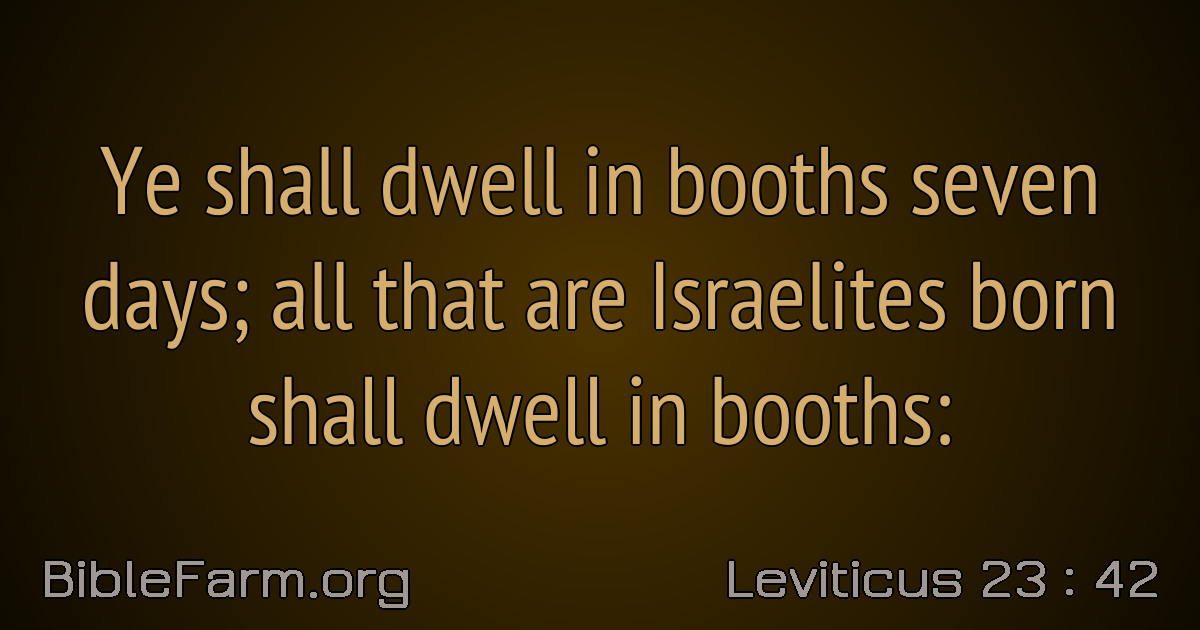 Ye shall dwell in booths seven
days; all that are Israelites born
shall dwell in booths:
BibleFarm.org
Leviticus 23 : 42